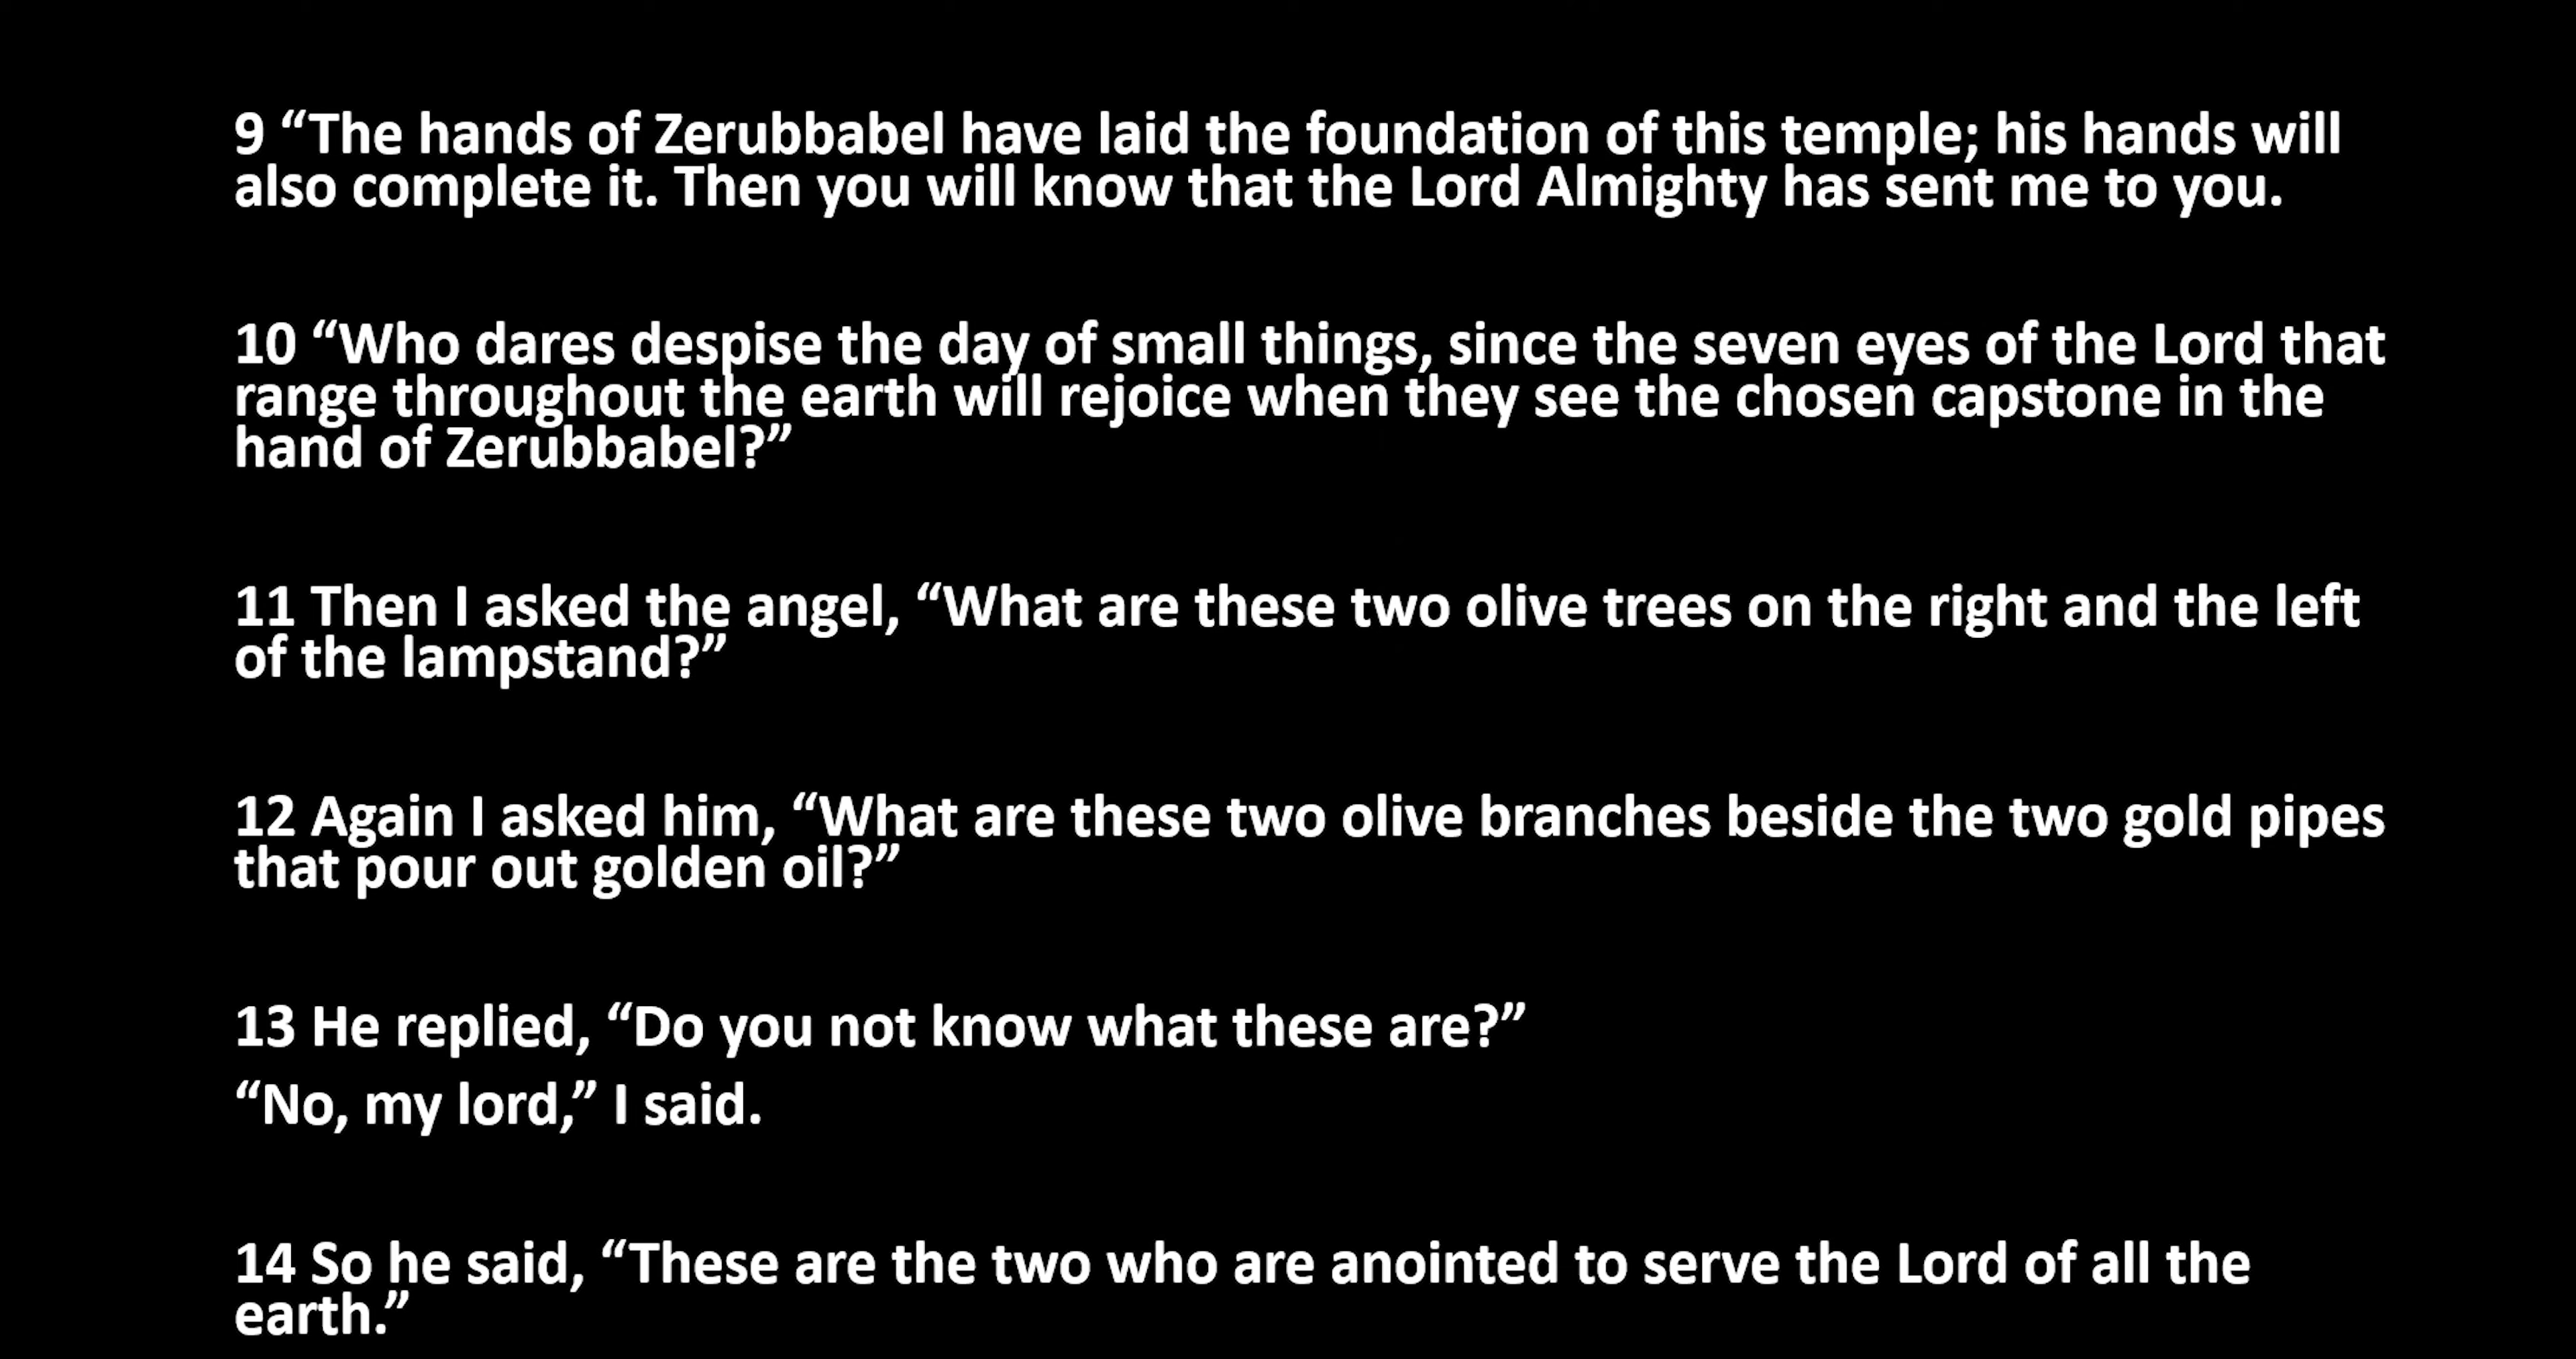 9 “The hands of Zerubbabel have laid the foundation of this temple; his hands will
also complete it. Then you will know that the Lord Almighty has sent me to you.
10 “Who dares despise the day of small things, since the seven eyes of the Lord that
range throughout the earth will rejoice when they see the chosen capstone in the
hand of Zerubbabel?”
11 Then I asked the angel, “What are these two olive trees on the right and the left
of the lampstand?”
12 Again I asked him, “What are these two olive branches beside the two gold pipes
that pour out golden oil?”
13 He replied, “Do you not know what these are?”
“No, my lord,” I said.
14 So he said, “These are the two who are anointed to serve the Lord of all the
earth.”